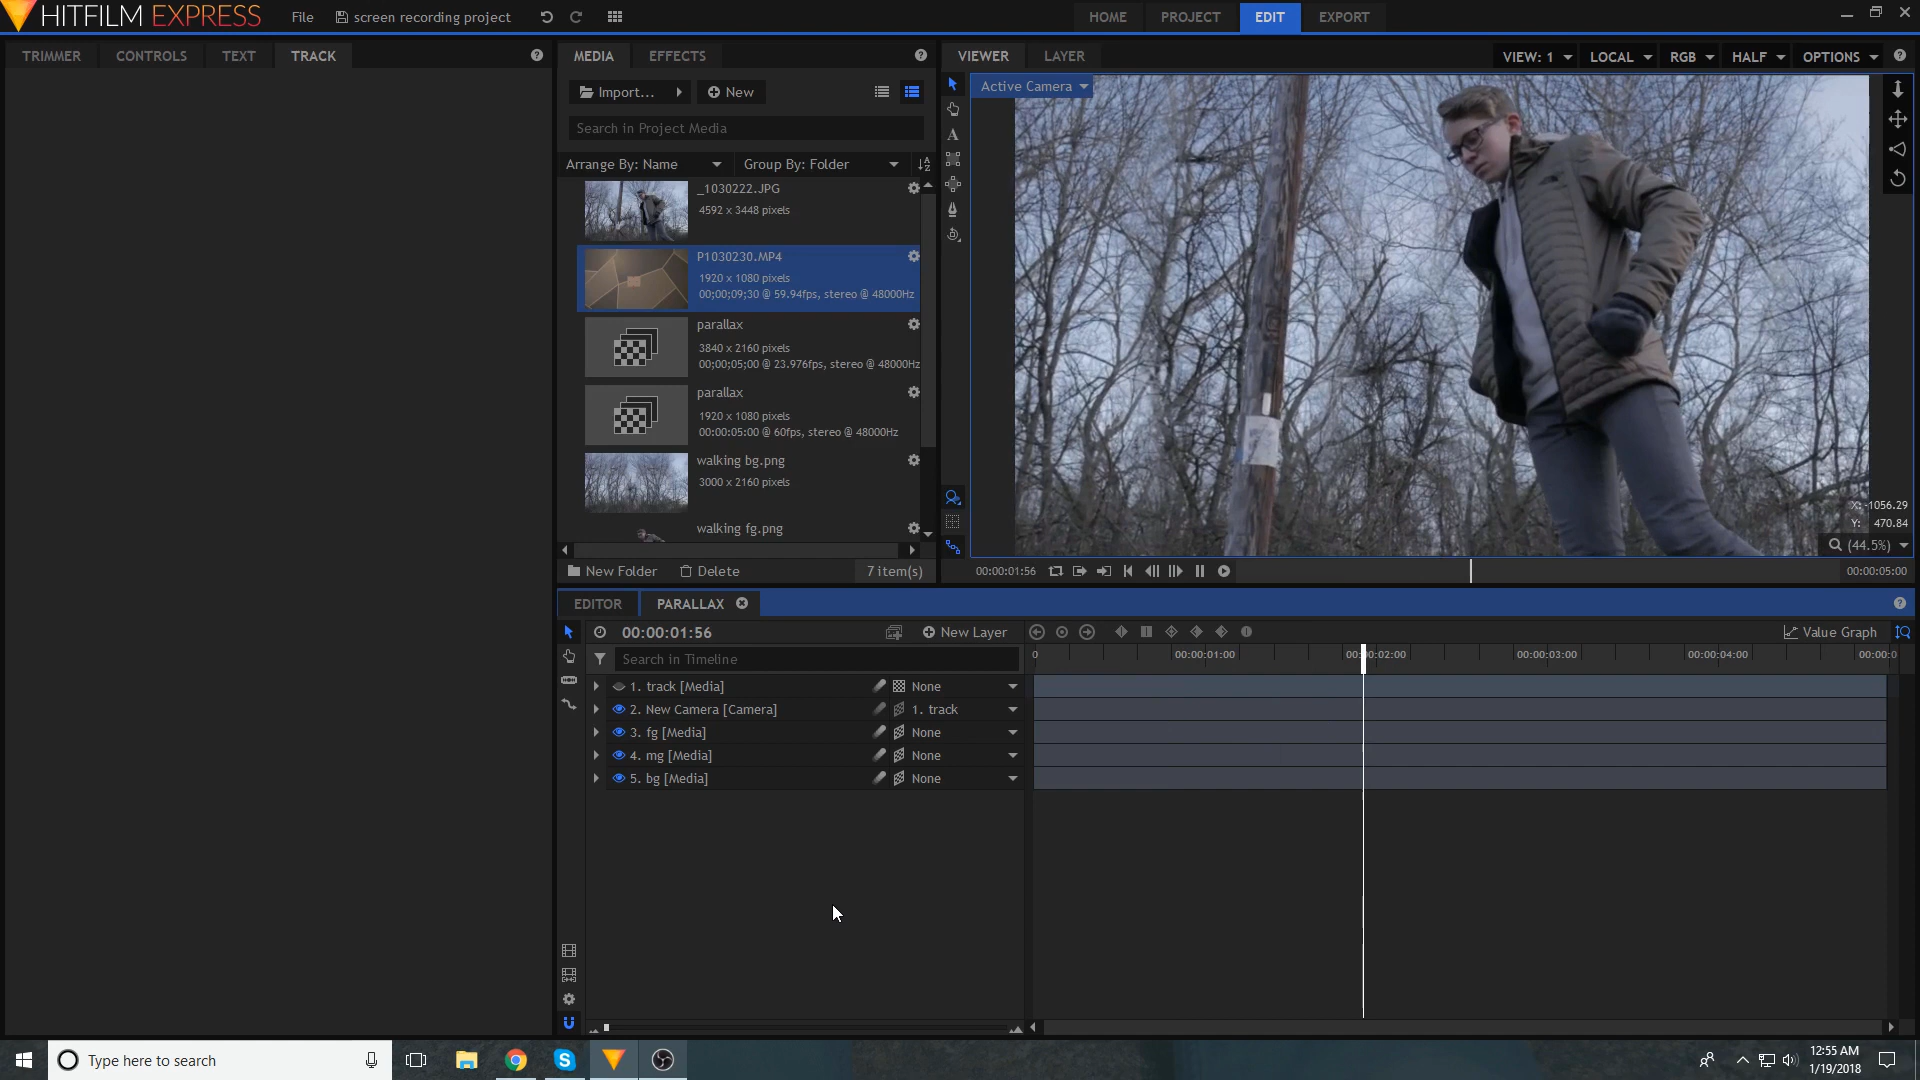 HITFILM EXPRESS
File
screen recording project
HOME
PROJECT
EDIT
EXPORT
TRIMMER
CONTROLS
TEXT
TRACK
MEDIA
EFFECTS
Import...
New
Search in Project Media
Arrange By: Name
Group By: Folder
_1030222.JPG
4592 x 3448 pixels
P1030230.MP4
1920 x 1080 pixels
00;00;09;30 @ 59.94fps, stereo @ 48000Hz
parallax
3840 x 2160 pixels
00;00;05;00 @ 23.976fps, stereo @ 48000Hz
parallax
1920 x 1080 pixels
00:00:05:00 @ 60fps, stereo @ 48000Hz
walking bg.png
3000 x 2160 pixels
walking fg.png
New Folder
Delete
7 item(s)
VIEWER
LAYER
VIEW: 1
LOCAL
RGB
HALF
OPTIONS
Active Camera
X: -1056.29
Y: 470.84
(44.5%)
00:00:01:56
00:00:05:00
EDITOR
PARALLAX
00:00:01:56
New Layer
Value Graph
Search in Timeline
0
00:00:01:00
00:00:02:00
00:00:03:00
00:00:04:00
00:00:0
1. track [Media]
None
2. New Camera [Camera]
1. track
3. fg [Media]
None
4. mg [Media]
None
5. bg [Media]
None
Type here to search
12:55 AM
1/19/2018